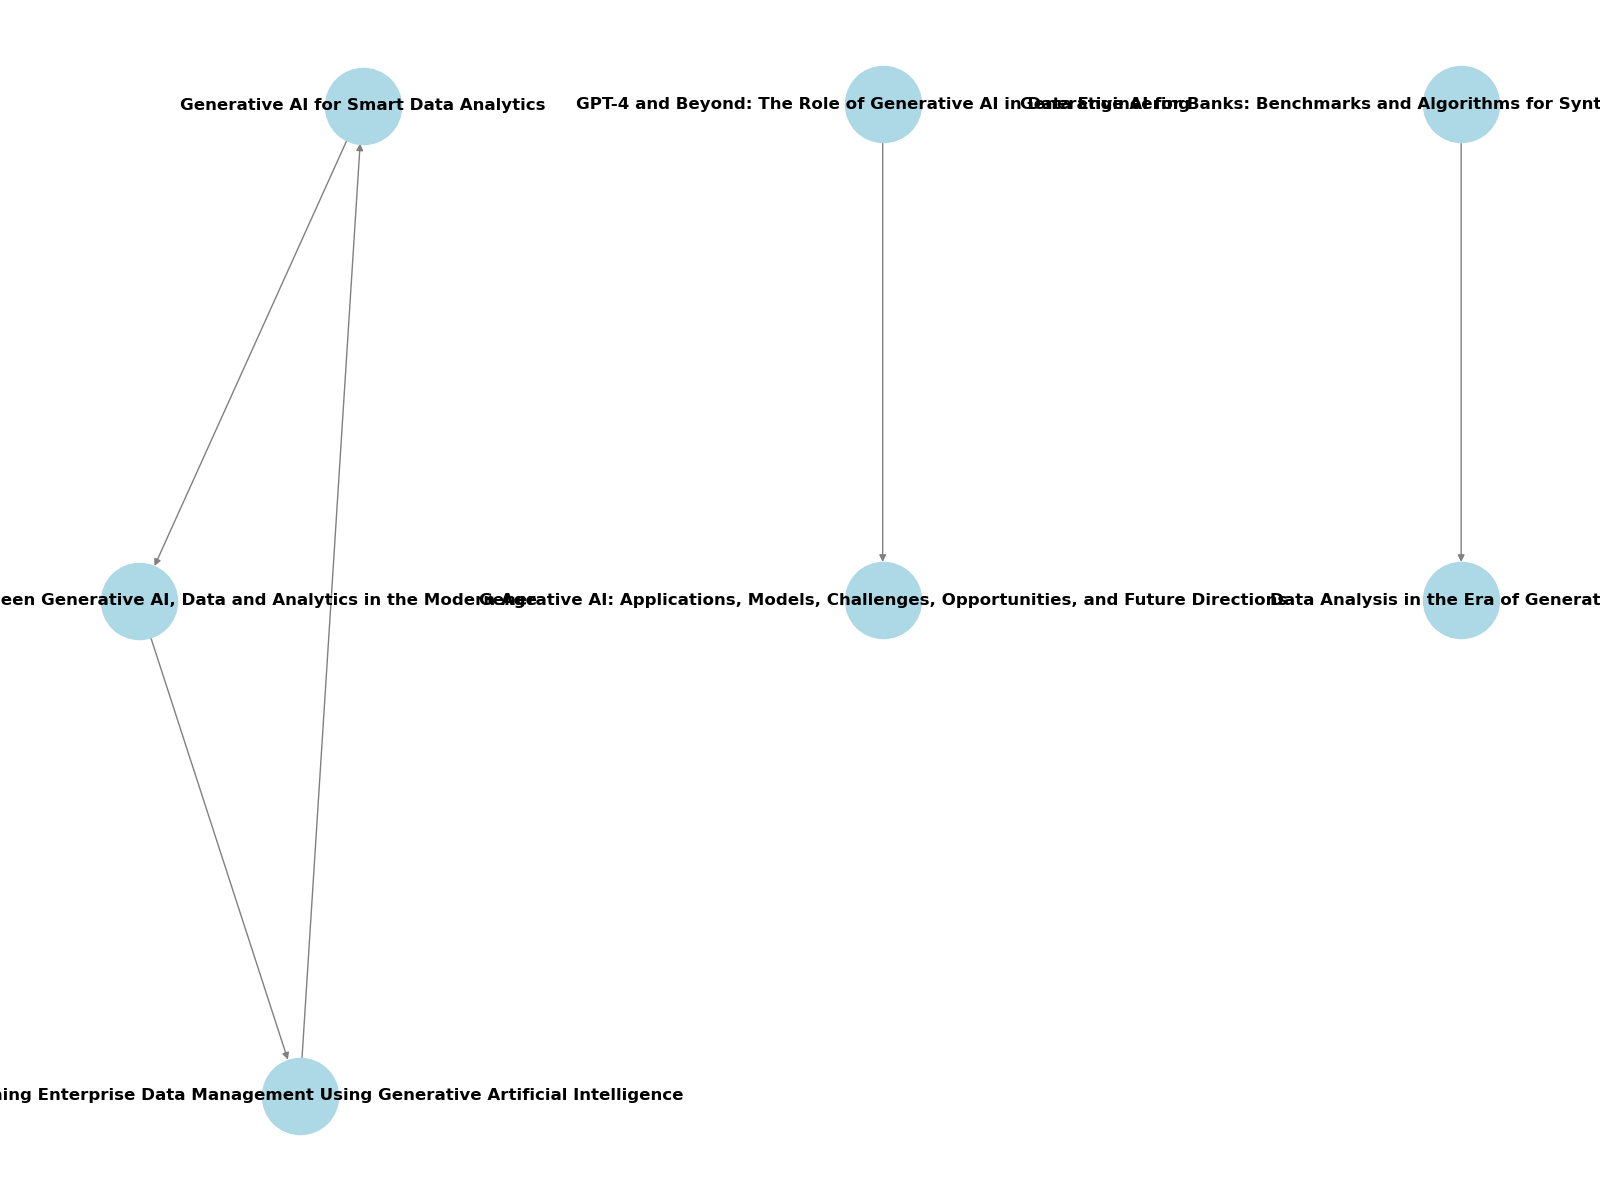 Generative AI for Smart Data Analytics
GPT-4 and Beyond: The Role of Generative AI in Data Engineering
Generative AI for Banks: Benchmarks and Algorithms for Synt
een Generative AI, Data and Analytics in the Modern Age
Generative AI: Applications, Models, Challenges, Opportunities, and Future Directions
Data Analysis in the Era of Generat
ning Enterprise Data Management Using Generative Artificial Intelligence